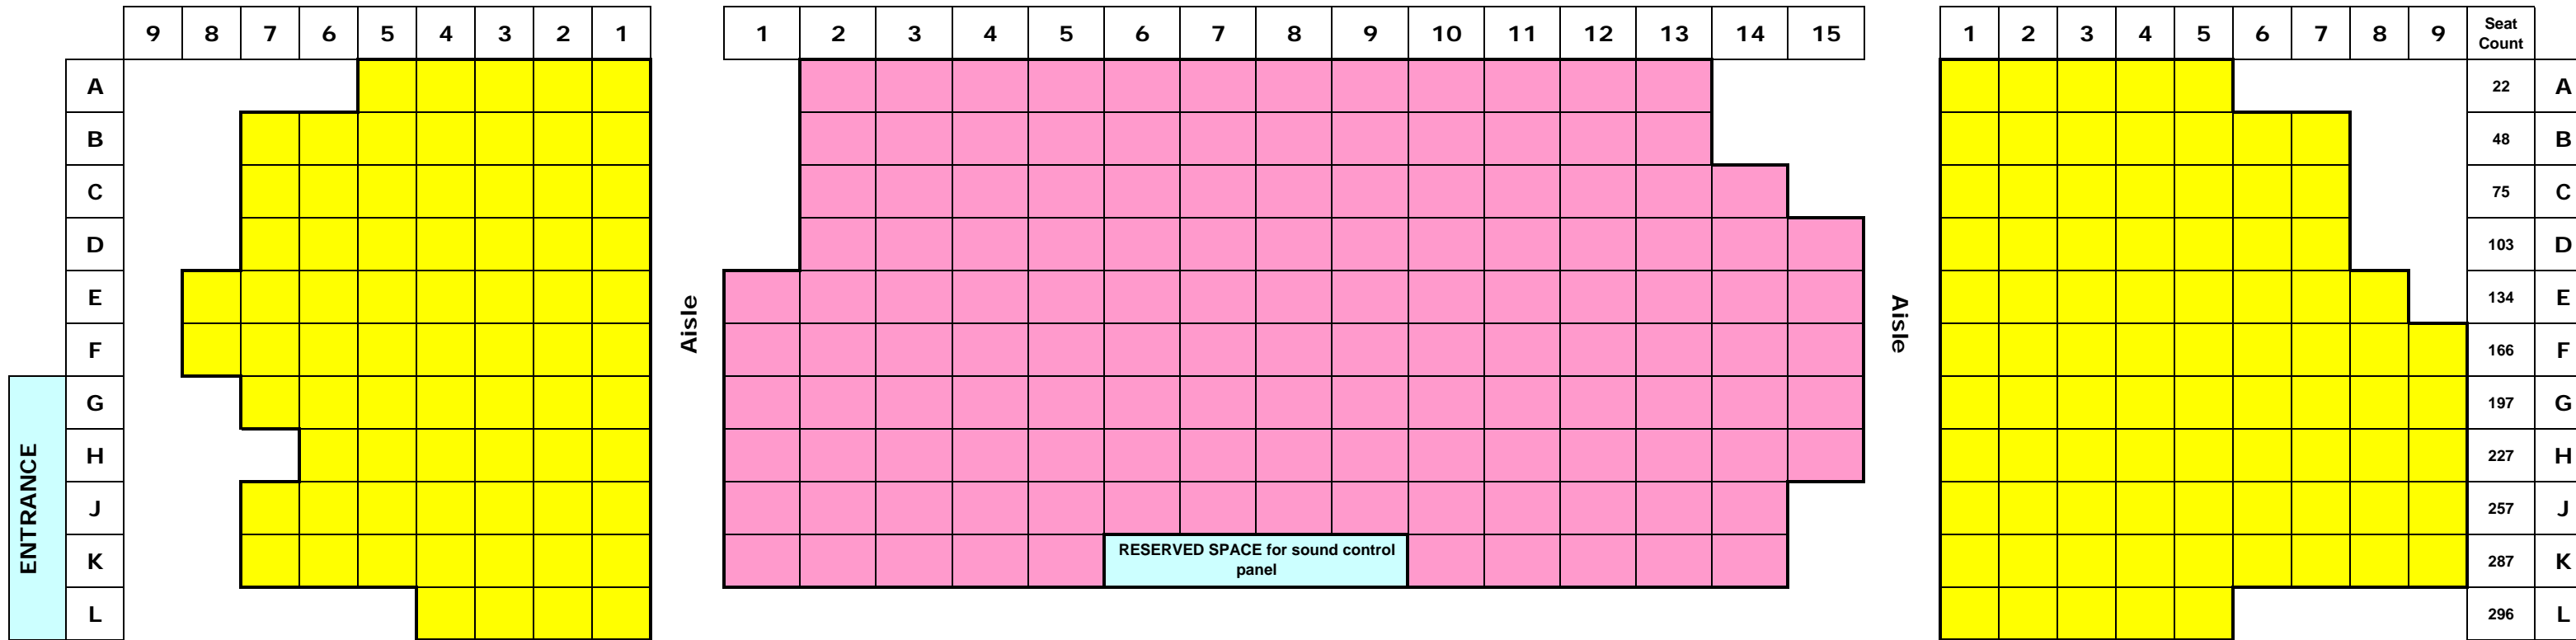 9 8 7 6 5 4 3 2 1 1 2 3 4 5 6 7 8 9 10 11 12 13 14 15 1 2 3 4 5 6 7 8 9 Seat
Count
A 22 A
B 48 B
C 75 C
D 103 D
E 134 E
Aisle
Aisle
F 166 F
G 197 G
ENTRANCE
H 227 H
J 257 J
RESERVED SPACE for sound control
panel
K 287 K
L 296 L